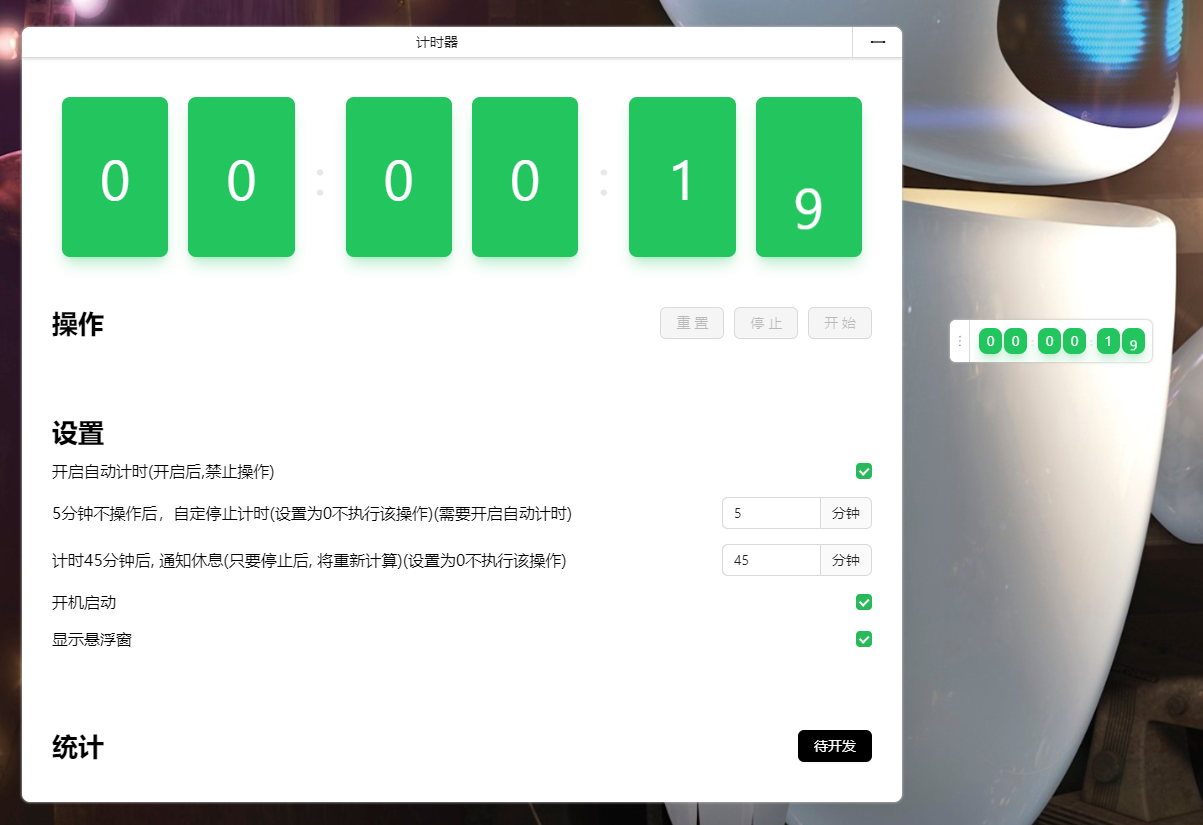 计时器
0 0 : 0 0 : 1 9
操作
重置 停止 开始
0 0 : 0 0 : 1 9
设置
开启自动计时(开启后,禁止操作)
5分钟不操作后，自定停止计时(设置为0不执行该操作)(需要开启自动计时) 5 分钟
计时45分钟后, 通知休息(只要停止后, 将重新计算)(设置为0不执行该操作) 45 分钟
开机启动
显示悬浮窗
统计 待开发